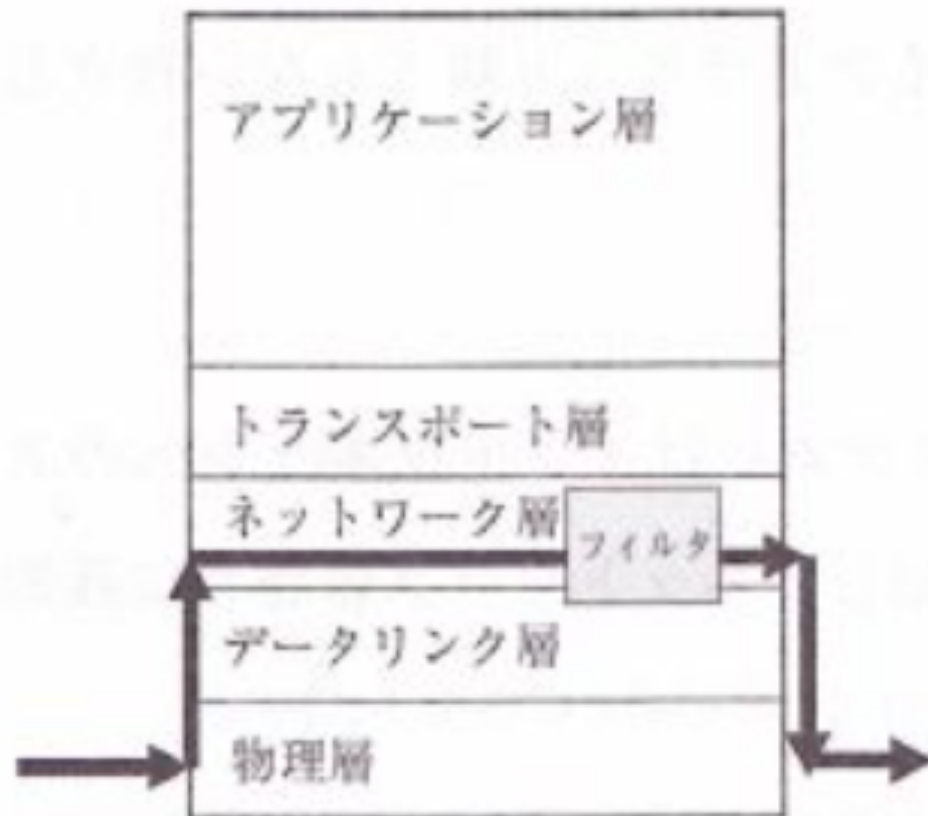 アプリケーション層
トランスポート層
ネットワーク層
フィルタ
データリンク層
物理層